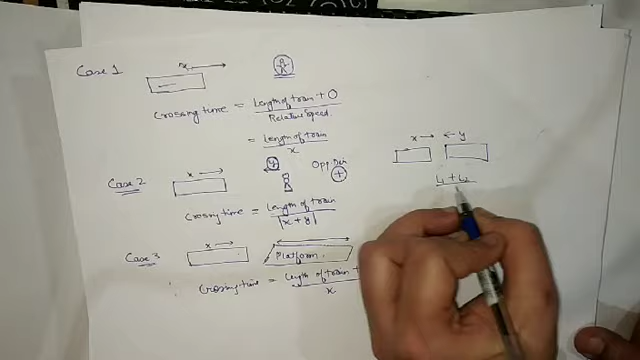 Case 1
x
Crossing time = Length of train + 0
Relative Speed
= Length of train
x
x → ← y
L1 + L2
Case 2
x
y
Opp Dirn
+
Crossing time = Length of train
|x + y|
Case 3
x
Platform
∴ Crossing time = Length of train +
x